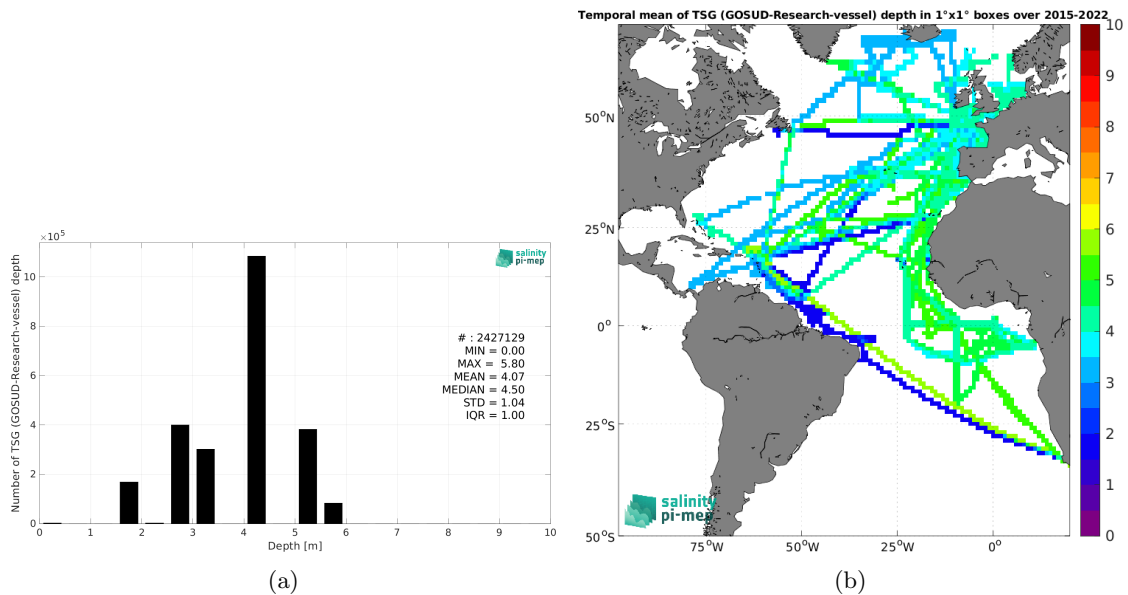 ×10⁵
10
8
6
4
2
0
Number of TSG (GOSUD-Research-vessel) depth
salinity
pi-mep
# : 2427129
MIN = 0.00
MAX = 5.80
MEAN = 4.07
MEDIAN = 4.50
STD = 1.04
IQR = 1.00
0 1 2 3 4 5 6 7 8 9 10
Depth [m]
(a)
Temporal mean of TSG (GOSUD-Research-vessel) depth in 1°x1° boxes over 2015-2022
50°N
25°N
0°
25°S
50°S
75°W 50°W 25°W 0°
salinity
pi-mep
10
9
8
7
6
5
4
3
2
1
0
(b)